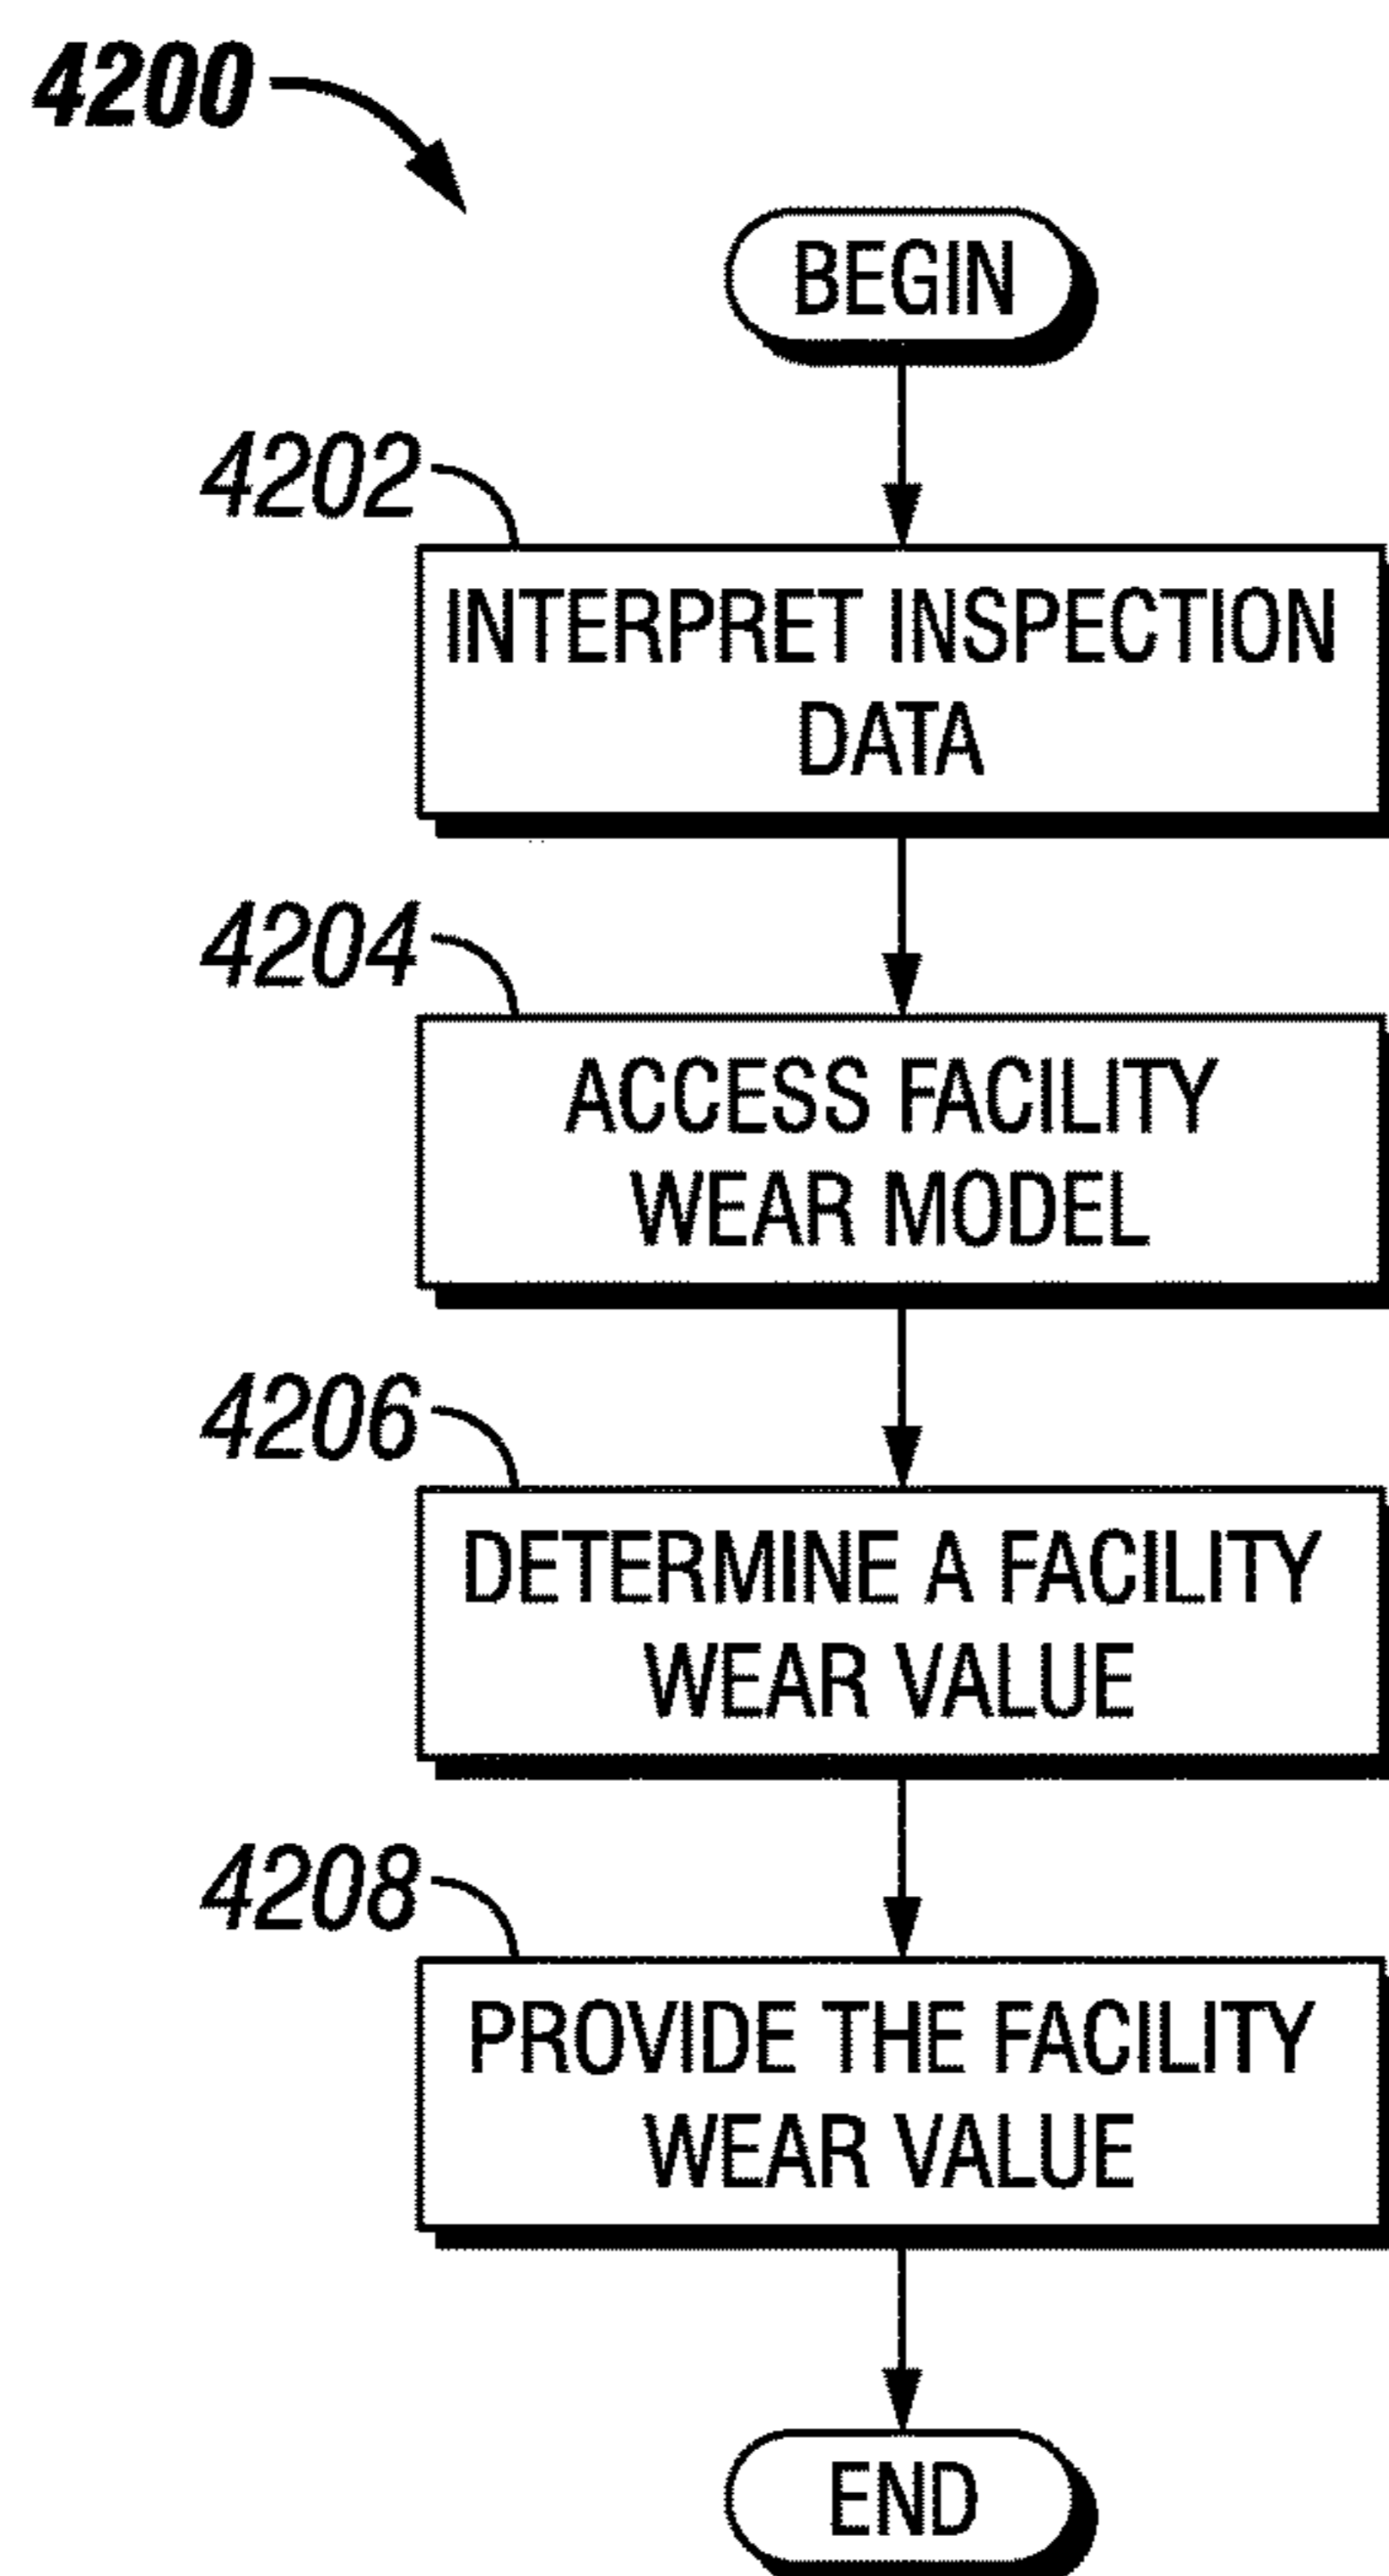 4200
BEGIN
4202
INTERPRET INSPECTION
DATA
4204
ACCESS FACILITY
WEAR MODEL
4206
DETERMINE A FACILITY
WEAR VALUE
4208
PROVIDE THE FACILITY
WEAR VALUE
END